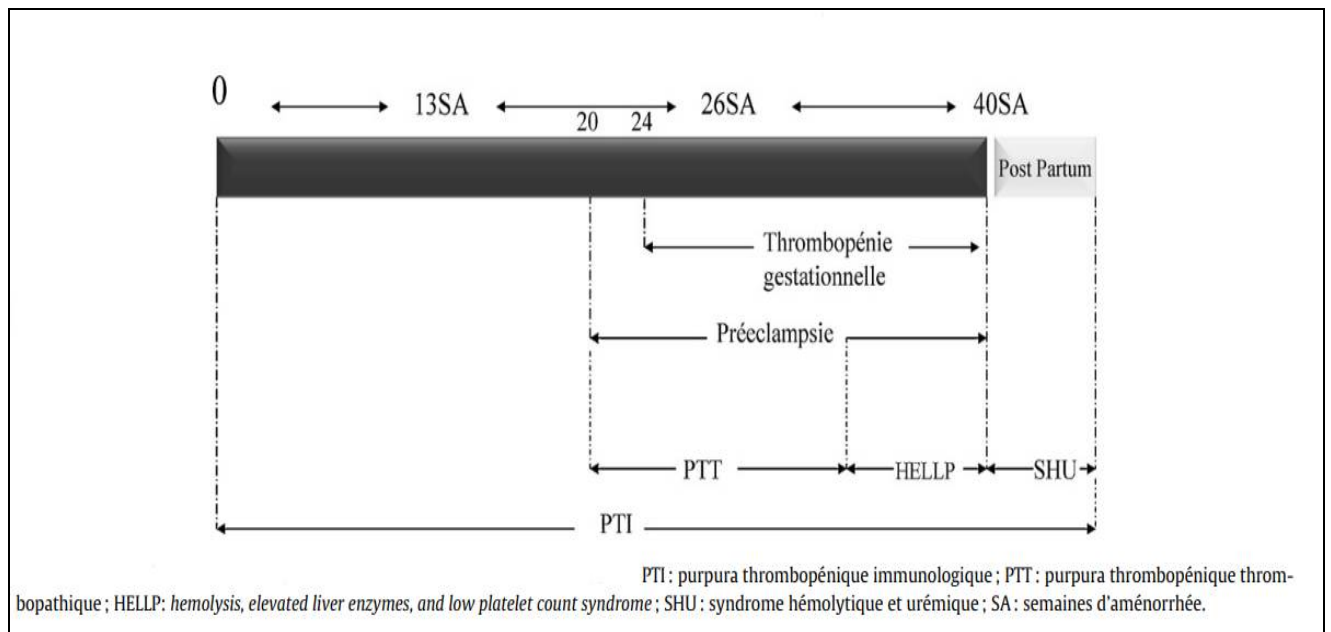 0 13SA 26SA 40SA
20 24
Post Partum
Thrombopénie
gestationnelle
Préeclampsie
PTT HELLP SHU
PTI
PTI : purpura thrombopénique immunologique ; PTT : purpura thrombopénique throm-
bopathique ; HELLP: hemolysis, elevated liver enzymes, and low platelet count syndrome ; SHU : syndrome hémolytique et urémique ; SA : semaines d'aménorrhée.